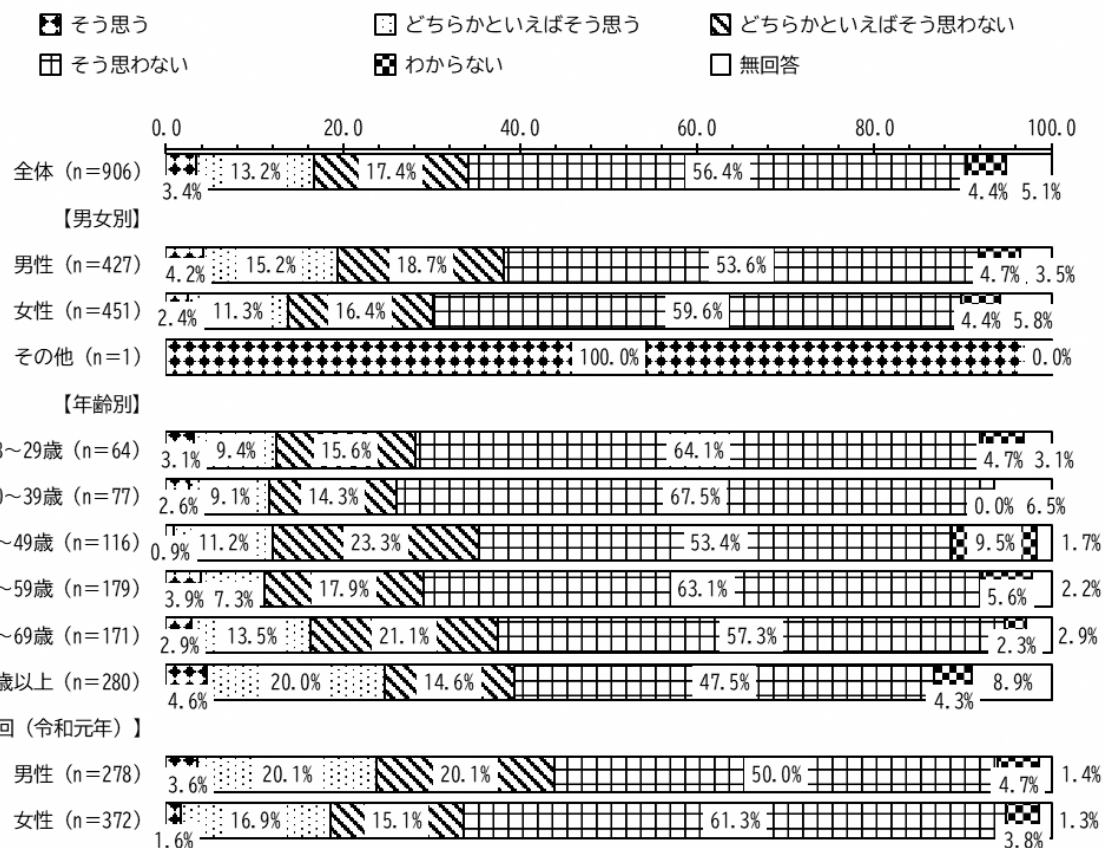 そう思う どちらかといえばそう思う どちらかといえばそう思わない
そう思わない わからない 無回答
0.0 20.0 40.0 60.0 80.0 100.0
全体（n＝906） 13.2% 17.4% 56.4%
3.4% 4.4% 5.1%
【男女別】
男性（n＝427） 15.2% 18.7% 53.6%
4.2% 4.7% 3.5%
女性（n＝451） 11.3% 16.4% 59.6%
2.4% 4.4% 5.8%
その他（n＝1） 100.0% 0.0%
【年齢別】
～29歳（n＝64） 9.4% 15.6% 64.1%
3.1% 4.7% 3.1%
～39歳（n＝77） 9.1% 14.3% 67.5%
2.6% 0.0% 6.5%
～49歳（n＝116） 11.2% 23.3% 53.4% 9.5% 1.7%
0.9%
～59歳（n＝179） 17.9% 63.1% 2.2%
3.9% 7.3% 5.6%
～69歳（n＝171） 13.5% 21.1% 57.3% 2.9%
2.9% 2.3%
歳以上（n＝280） 20.0% 14.6% 47.5% 8.9%
4.6% 4.3%
回（令和元年）】
男性（n＝278） 20.1% 20.1% 50.0% 1.4%
3.6% 4.7%
女性（n＝372） 16.9% 15.1% 61.3% 1.3%
1.6% 3.8%